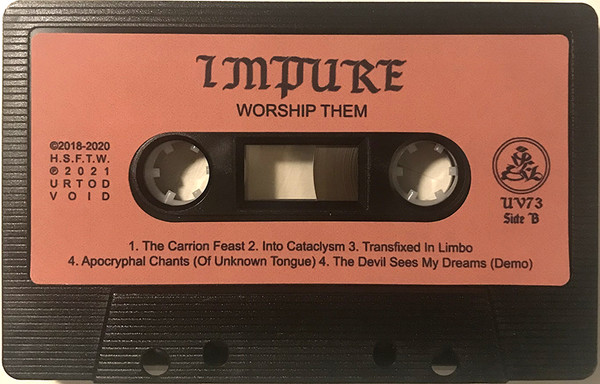 IMPURE
WORSHIP THEM
©2018-2020
H.S.F.T.W.
℗2021
URTOD
VOID
UV73
Side B
1. The Carrion Feast 2. Into Cataclysm 3. Transfixed In Limbo
4. Apocryphal Chants (Of Unknown Tongue) 4. The Devil Sees My Dreams (Demo)